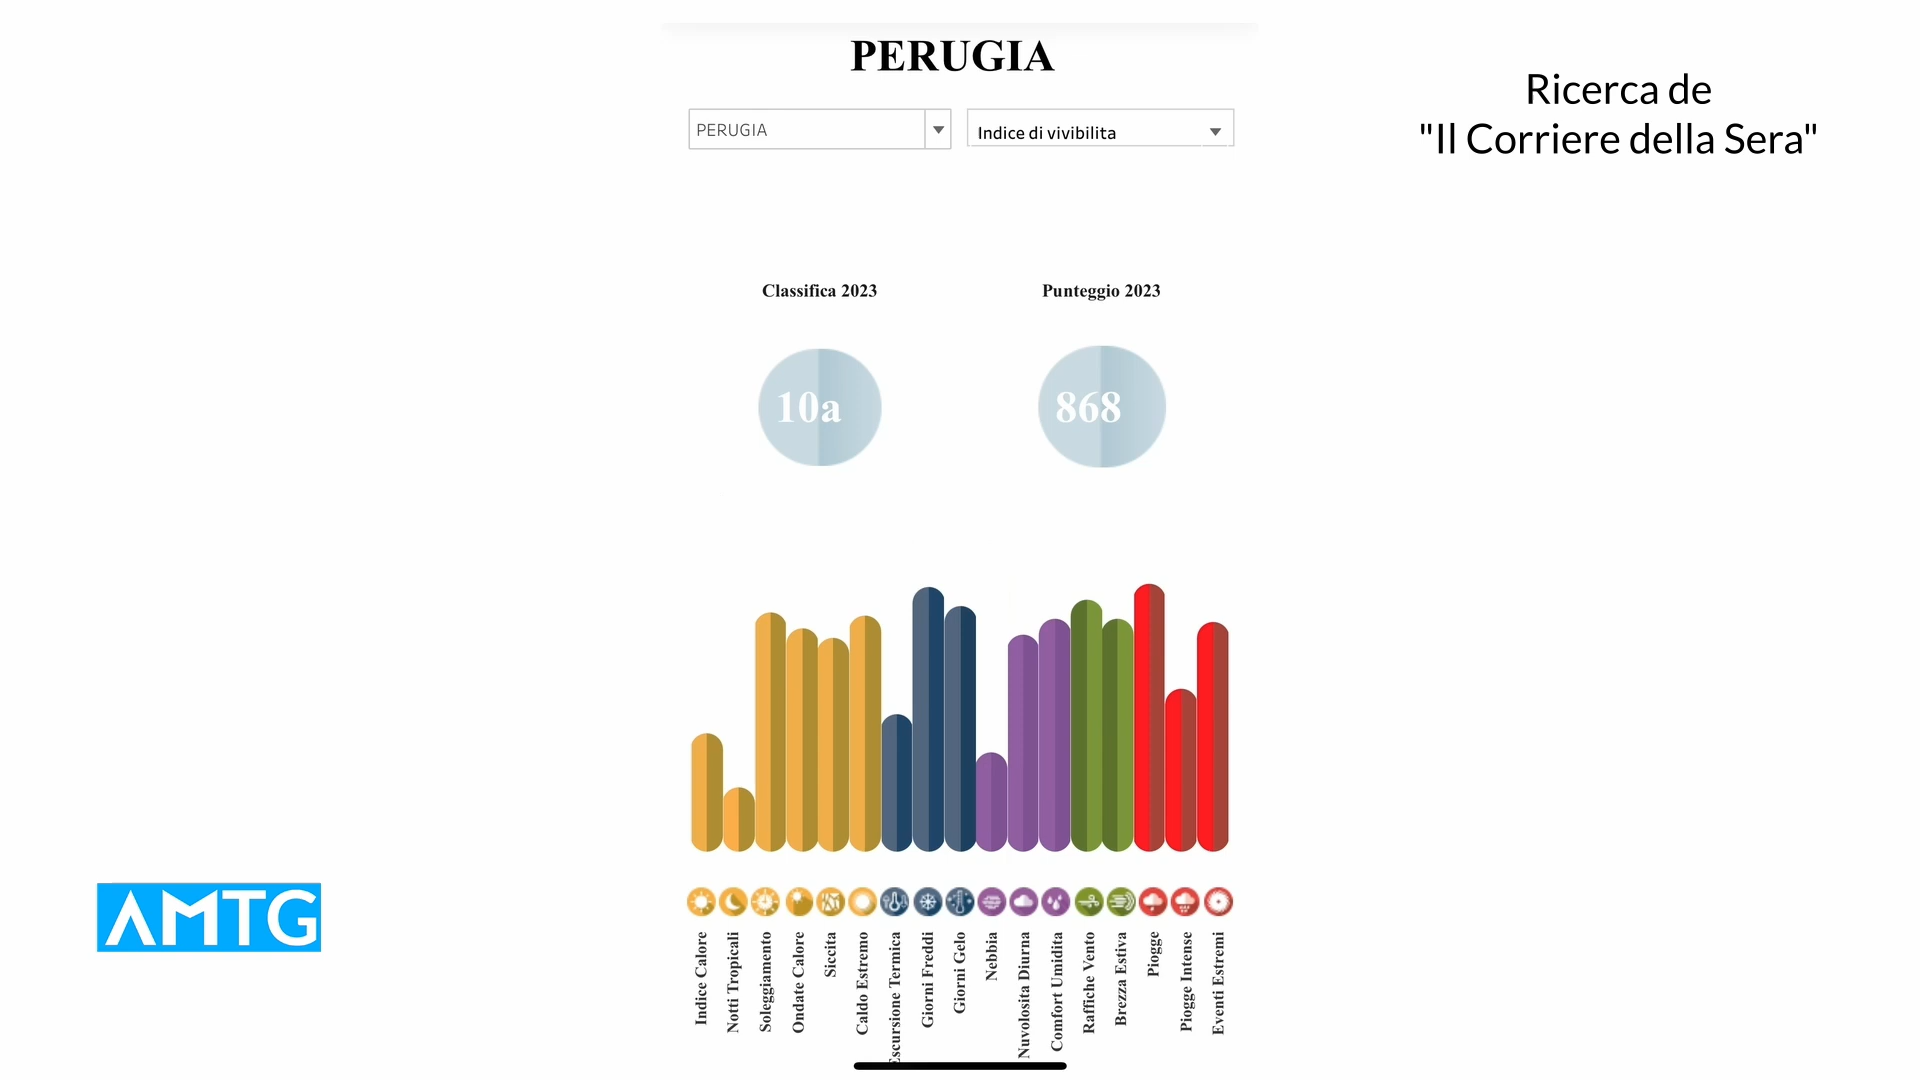 PERUGIA
Ricerca de
"Il Corriere della Sera"
PERUGIA
Indice di vivibilita
Classifica 2023
Punteggio 2023
10a
868
AMTG
Indice Calore
Notti Tropicali
Soleggiamento
Ondate Calore
Siccita
Caldo Estremo
Escursione Termica
Giorni Freddi
Giorni Gelo
Nebbia
Nuvolosita Diurna
Comfort Umidita
Raffiche Vento
Brezza Estiva
Piogge
Piogge Intense
Eventi Estremi